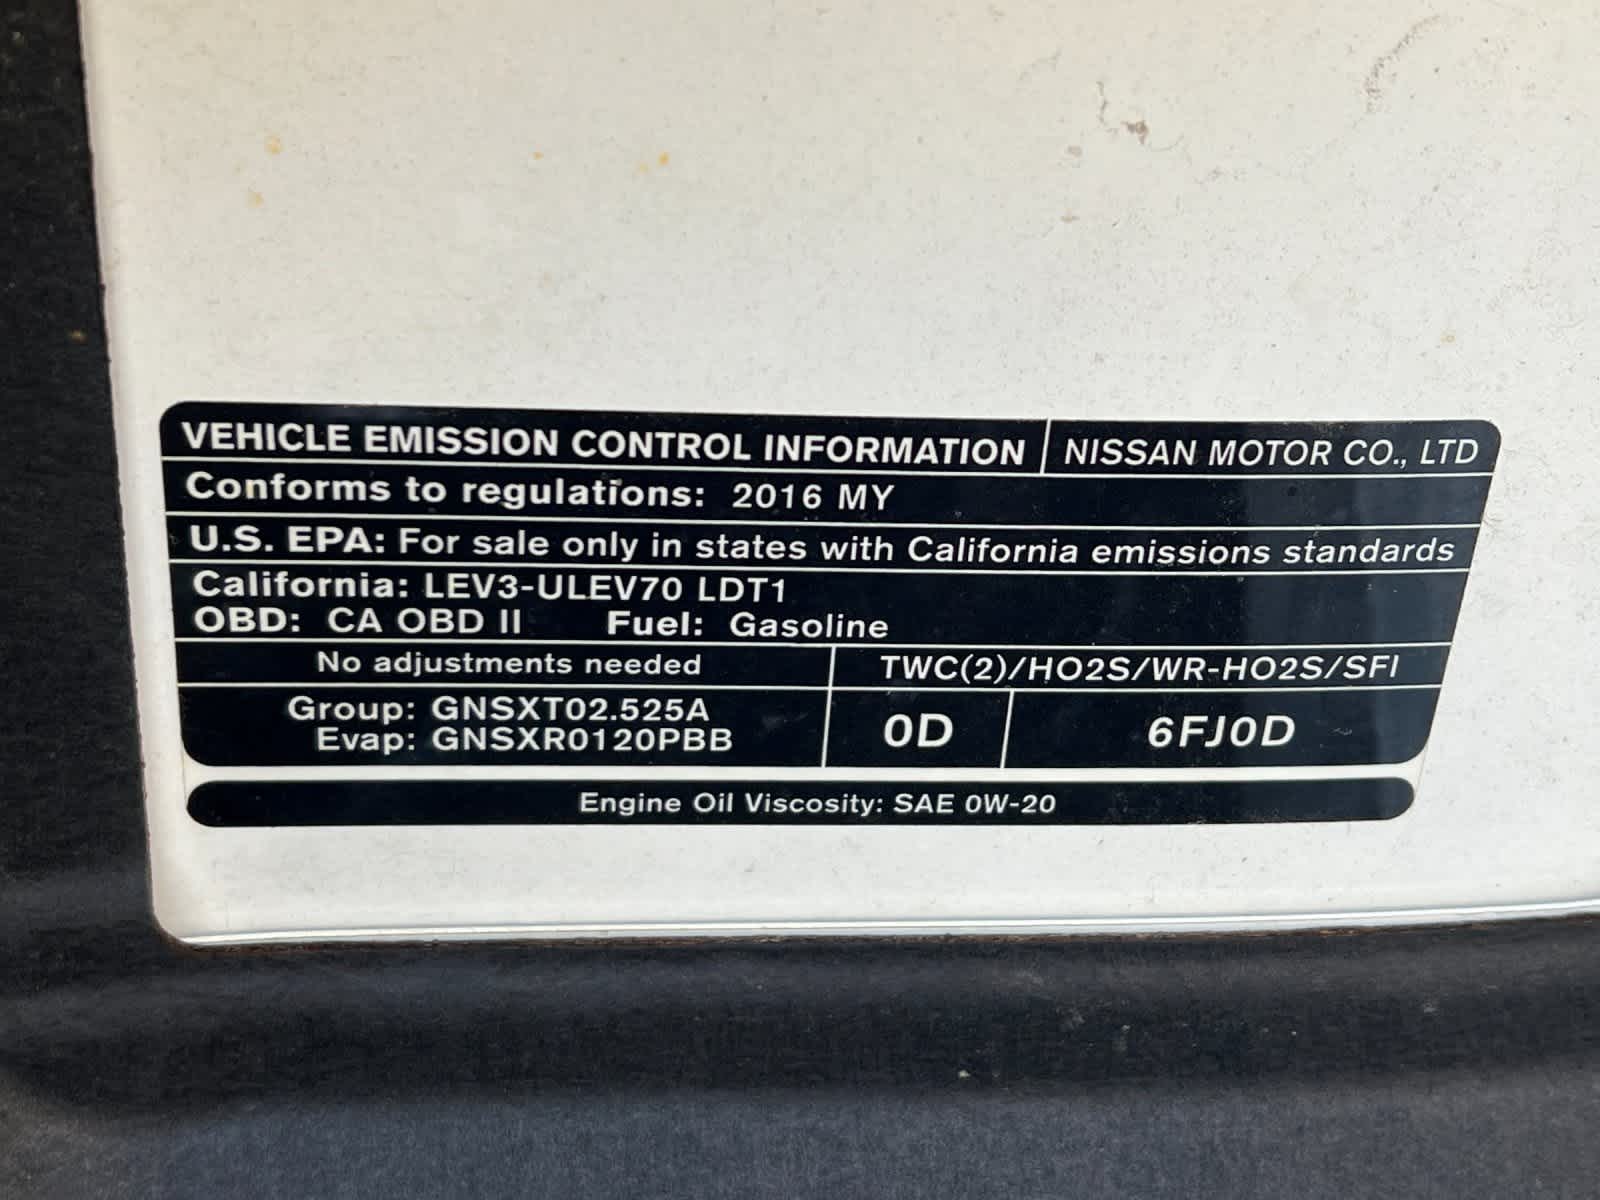 VEHICLE EMISSION CONTROL INFORMATION NISSAN MOTOR CO., LTD
Conforms to regulations: 2016 MY
U.S. EPA: For sale only in states with California emissions standards
California: LEV3-ULEV70 LDT1
OBD: CA OBD II Fuel: Gasoline
No adjustments needed TWC(2)/HO2S/WR-HO2S/SFI
Group: GNSXT02.525A
Evap: GNSXR0120PBB
0D 6FJ0D
Engine Oil Viscosity: SAE 0W-20